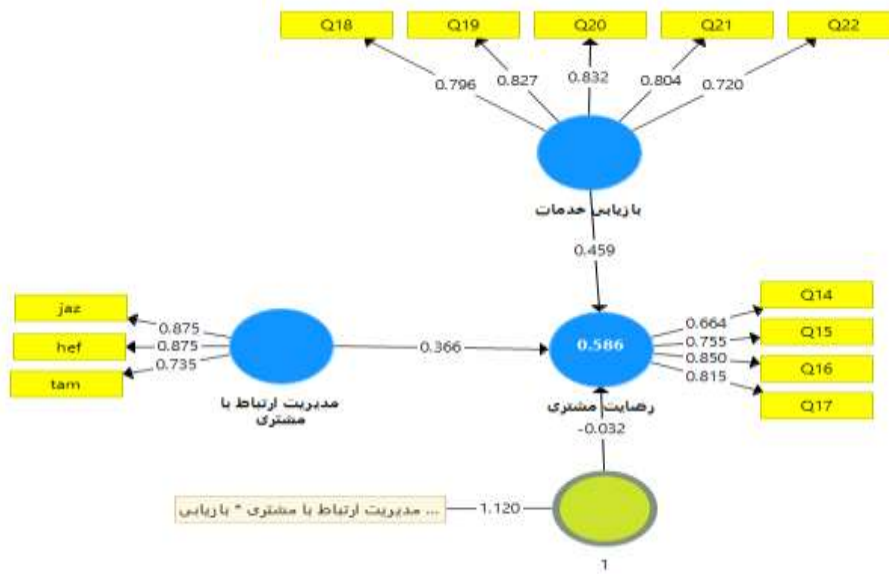 Q18 Q19 Q20 Q21 Q22
0.796 0.827 0.832 0.804 0.720
بازیابی خدمات
0.459
jaz
hef
tam
0.875
0.875
0.735
مدیریت ارتباط با
مشتری
0.366
0.586
رضایت مشتری
0.664
0.755
0.850
0.815
Q14
Q15
Q16
Q17
-0.032
مدیریت ارتباط با مشتری * بازیابی ...
1.120
1